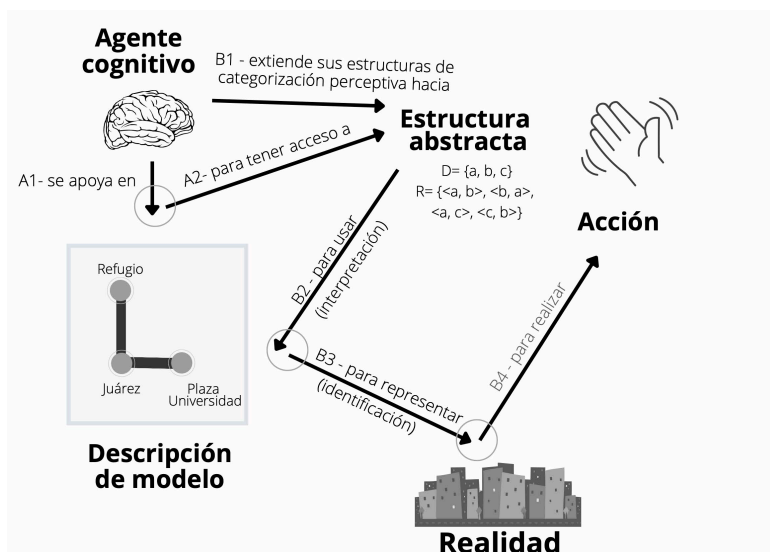 Agente
cognitivo
B1 - extiende sus estructuras de
categorización perceptiva hacia
Estructura
abstracta
D= {a, b, c}
R= {<a, b>, <b, a>,
<a, c>, <c, b>}
A1- se apoya en
A2- para tener acceso a
Acción
B2 - para usar
(interpretación)
Refugio
Juárez
Plaza
Universidad
B3 - para representar
(identificación)
B4 - para realizar
Descripción
de modelo
Realidad